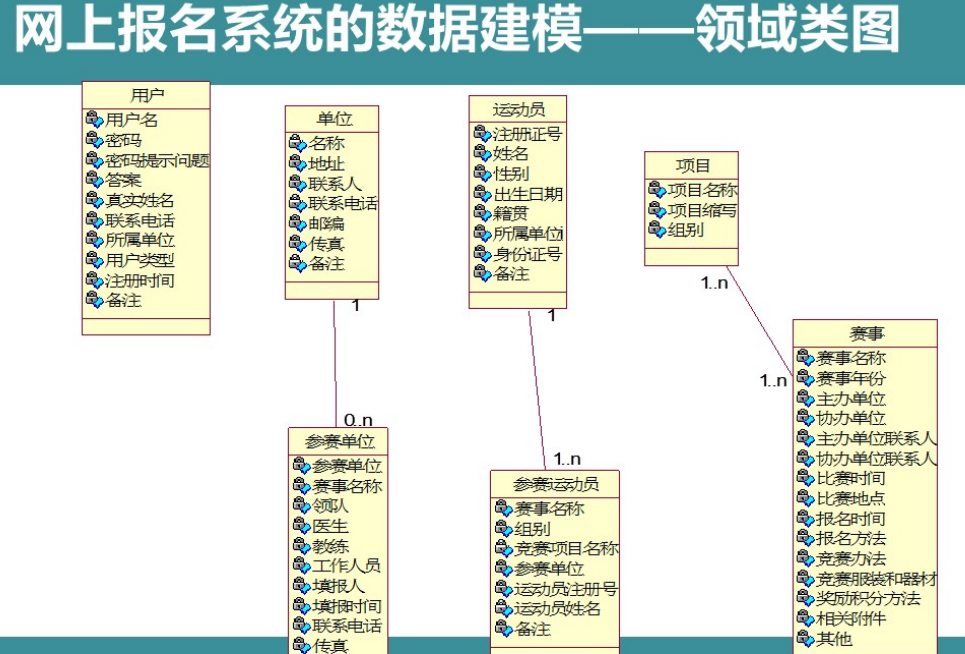 网上报名系统的数据建模——领域类图
用户
用户名
密码
密码提示问题
答案
真实姓名
联系电话
所属单位
用户类型
注册时间
备注
单位
名称
地址
联系人
联系电话
邮编
传真
备注
1
0..n
参赛单位
参赛单位
赛事名称
领队
医生
教练
工作人员
填报人
填报时间
联系电话
传真
运动员
注册证号
姓名
性别
出生日期
籍贯
所属单位i
身份证号
备注
1
1..n
参赛运动员
赛事名称
组别
竞赛项目名称
参赛单位
运动员注册号
运动员姓名
备注
项目
项目名称
项目缩写
组别
1..n
1..n
赛事
赛事名称
赛事年份
主办单位
协办单位
主办单位联系人
协办单位联系人
比赛时间
比赛地点
报名时间
报名方法
竞赛办法
竞赛服装和器材
奖励积分方法
相关附件
其他